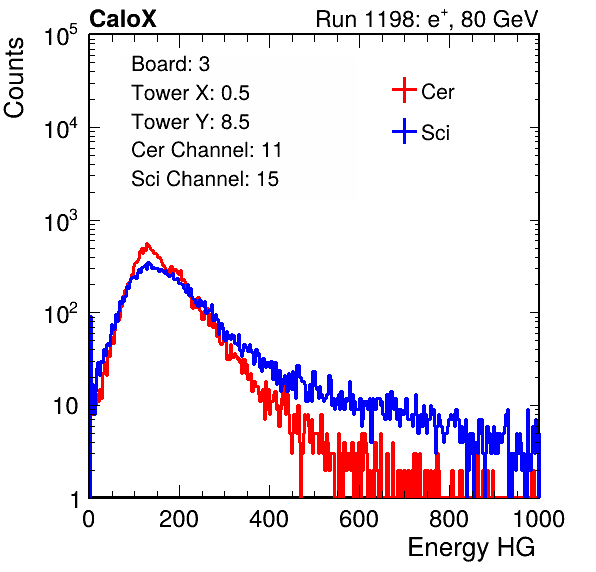 CaloX Run 1198: e⁺, 80 GeV
Counts
Board: 3
Tower X: 0.5
Tower Y: 8.5
Cer Channel: 11
Sci Channel: 15
Cer
Sci
10⁵
10⁴
10³
10²
10
1
0 200 400 600 800 1000
Energy HG